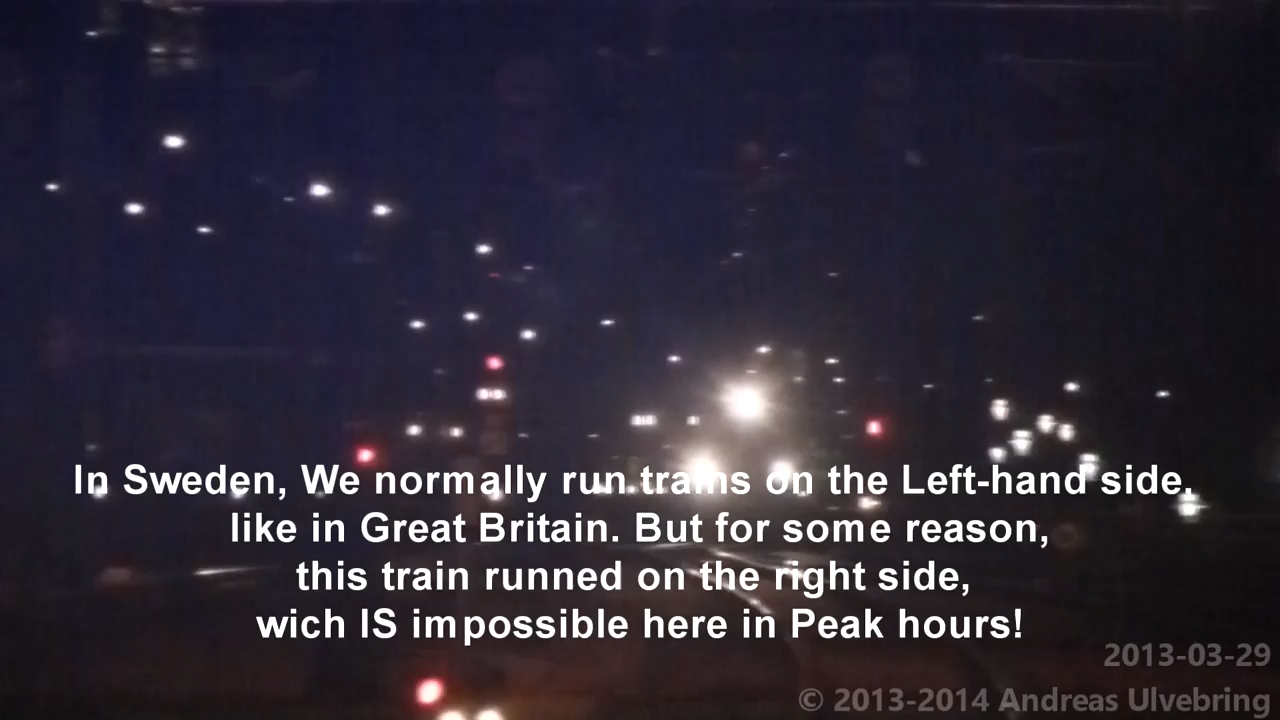 In Sweden, We normally run trains on the Left-hand side,
like in Great Britain. But for some reason,
this train runned on the right side,
wich IS impossible here in Peak hours!
2013-03-29
© 2013-2014 Andreas Ulvebring